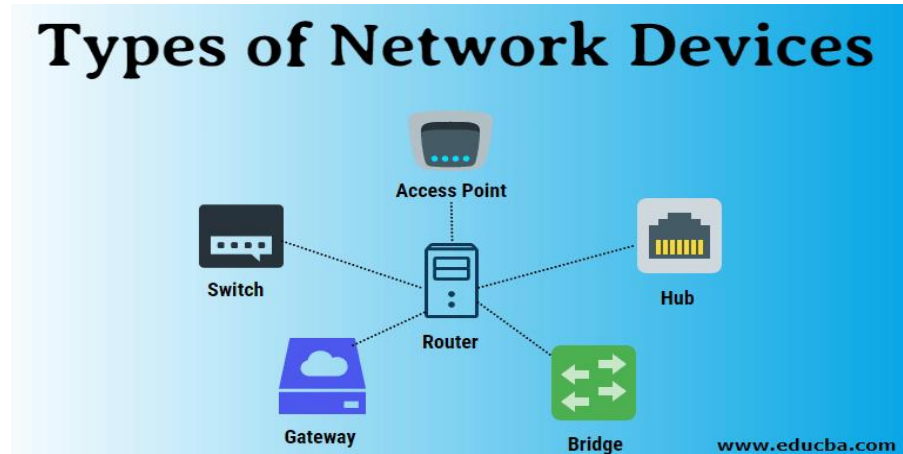 Types of Network Devices
Access Point
Switch
Hub
Router
Gateway
Bridge
www.educba.com